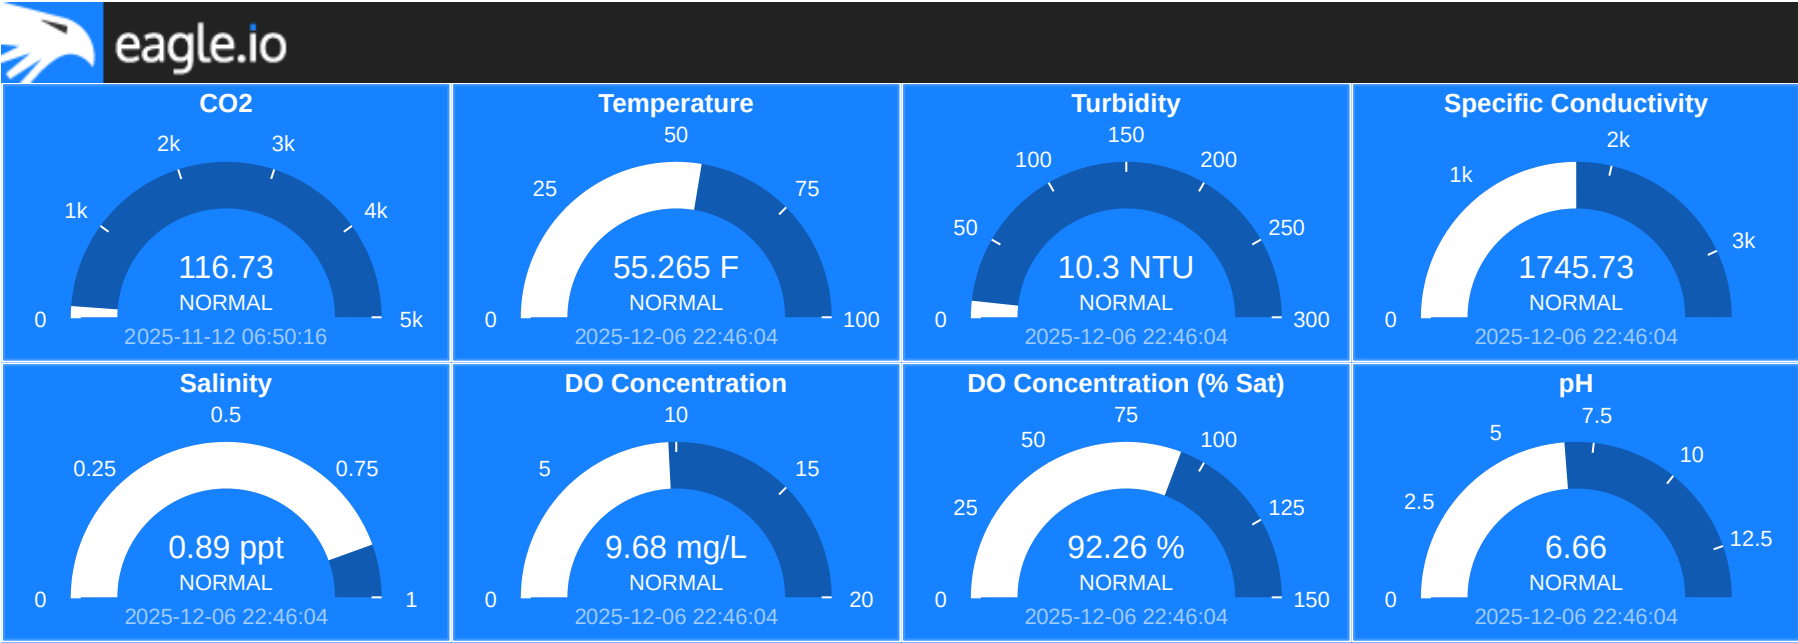 eagle.io
CO2
2k 3k
1k 4k
116.73
NORMAL
0 5k
2025-11-12 06:50:16
Temperature
50
25 75
55.265 F
NORMAL
0 100
2025-12-06 22:46:04
Turbidity
150
100 200
50 250
10.3 NTU
NORMAL
0 300
2025-12-06 22:46:04
Specific Conductivity
2k
1k
3k
1745.73
NORMAL
0
2025-12-06 22:46:04
Salinity
0.5
0.25 0.75
0.89 ppt
NORMAL
0 1
2025-12-06 22:46:04
DO Concentration
10
5 15
9.68 mg/L
NORMAL
0 20
2025-12-06 22:46:04
DO Concentration (% Sat)
75
50 100
25 125
92.26 %
NORMAL
0 150
2025-12-06 22:46:04
pH
7.5
5 10
2.5
12.5
6.66
NORMAL
0
2025-12-06 22:46:04